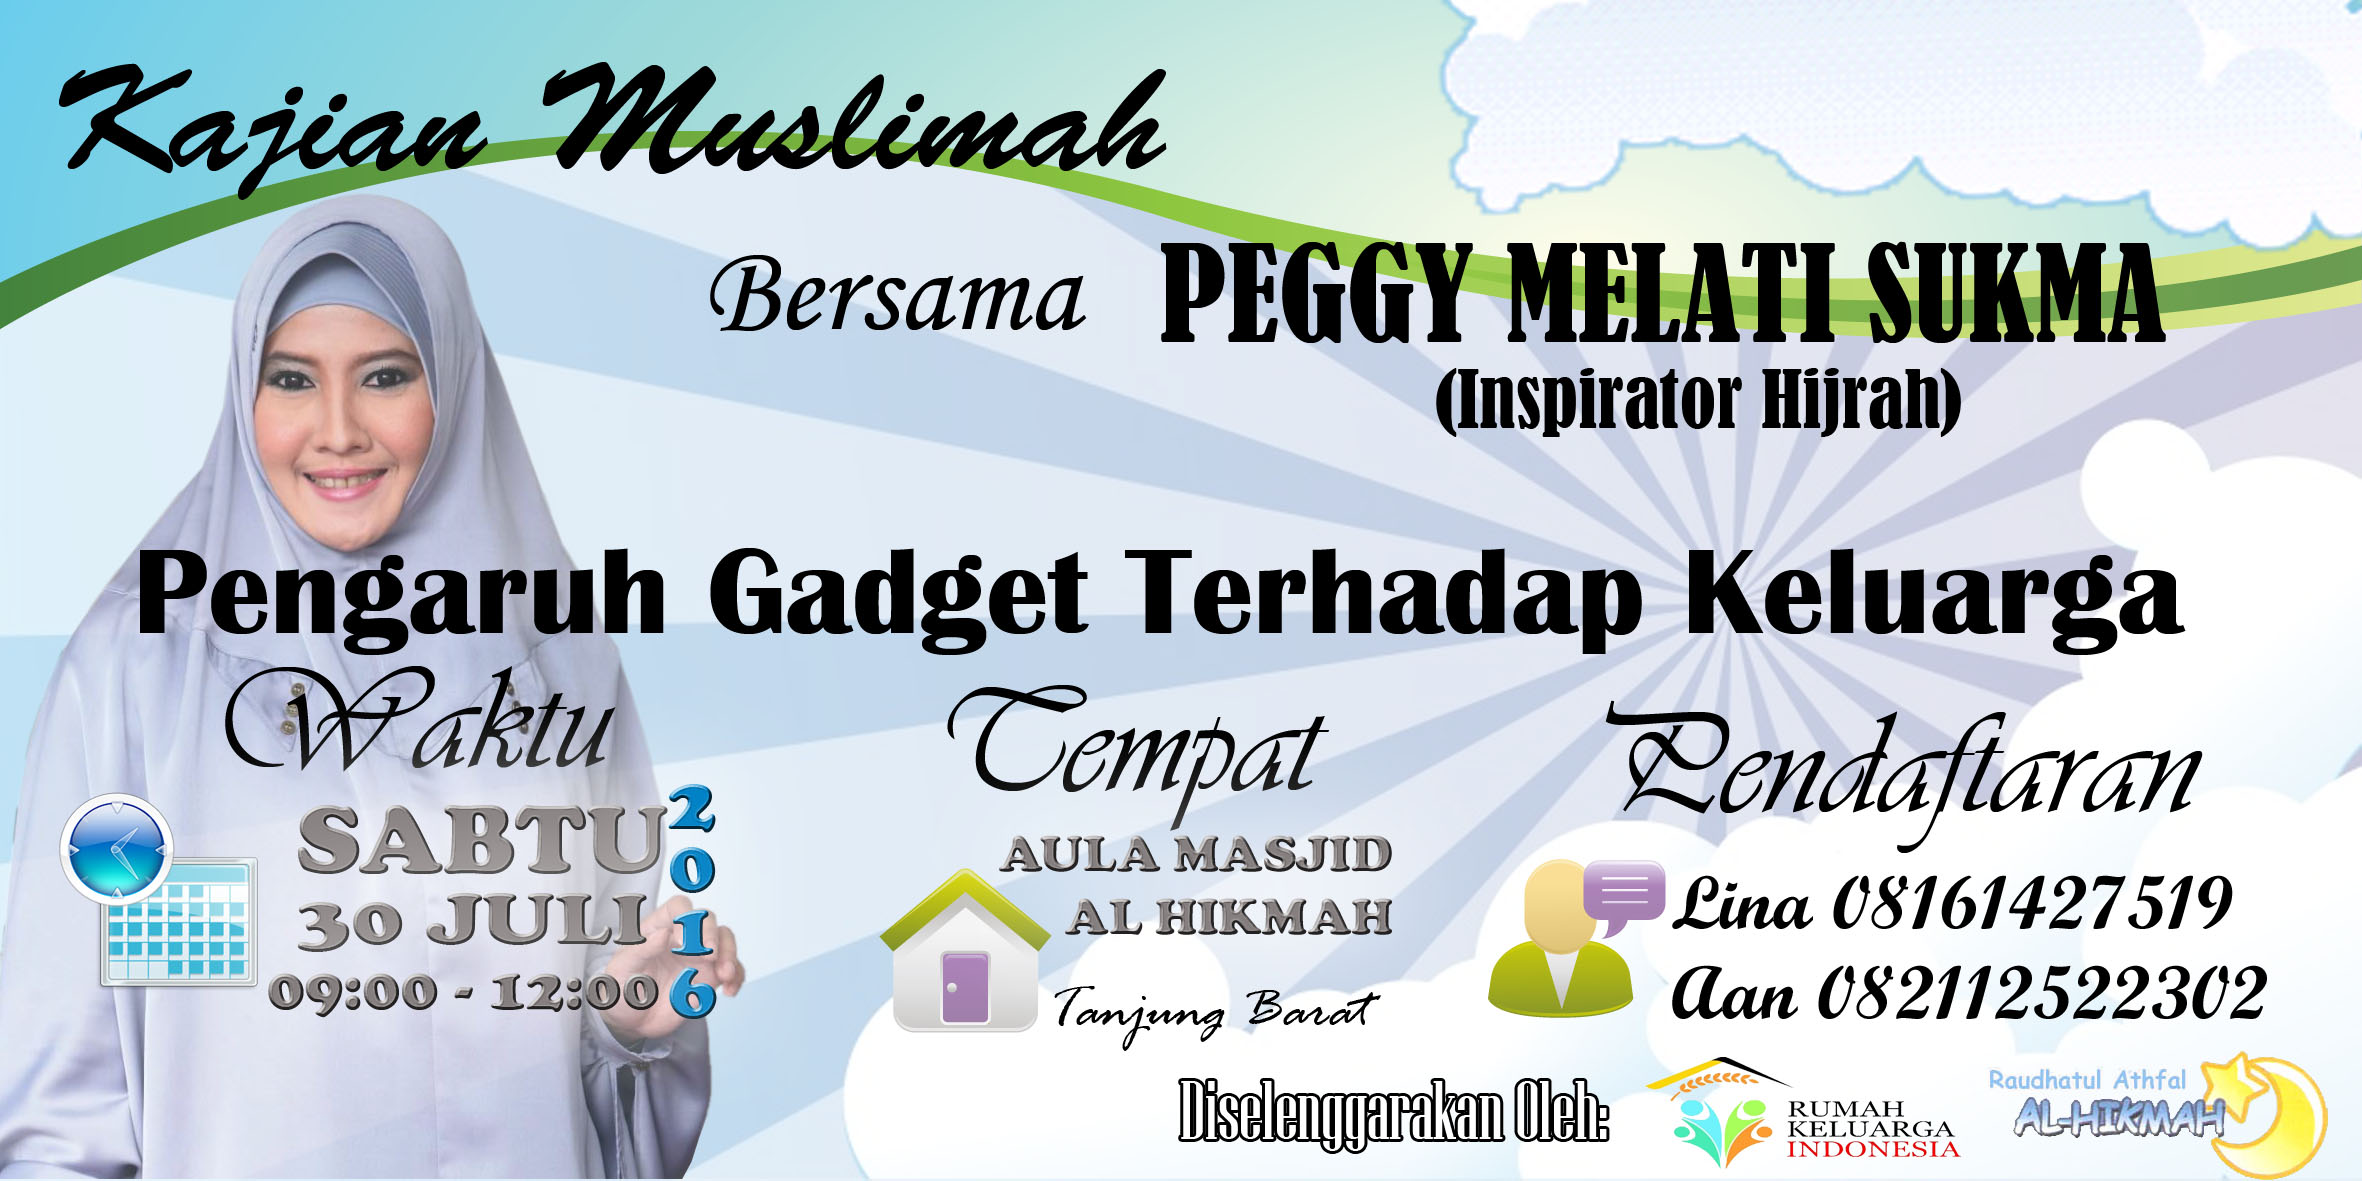 Kajian Muslimah
Bersama PEGGY MELATI SUKMA
(Inspirator Hijrah)
Pengaruh Gadget Terhadap Keluarga
Waktu
SABTU
30 JULI
2016
09:00 - 12:00
Tempat
AULA MASJID
AL HIKMAH
Tanjung Barat
Pendaftaran
Lina 08161427519
Aan 082112522302
Diselenggarakan Oleh:
RUMAH
KELUARGA
INDONESIA
Raudhatul Athfal
AL-HIKMAH